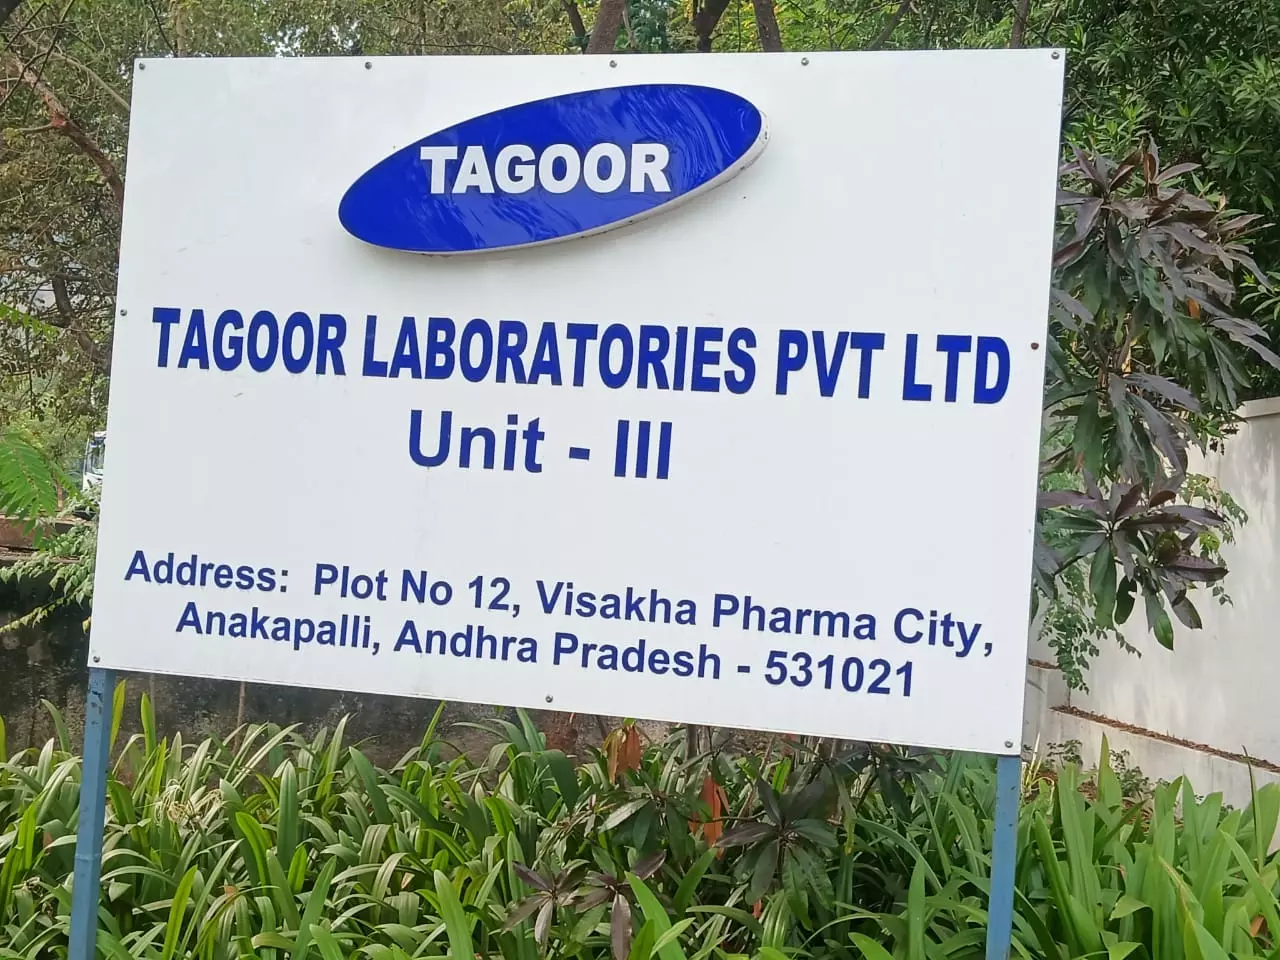 TAGOOR
TAGOOR LABORATORIES PVT LTD
Unit - III
Address: Plot No 12, Visakha Pharma City,
Anakapalli, Andhra Pradesh - 531021